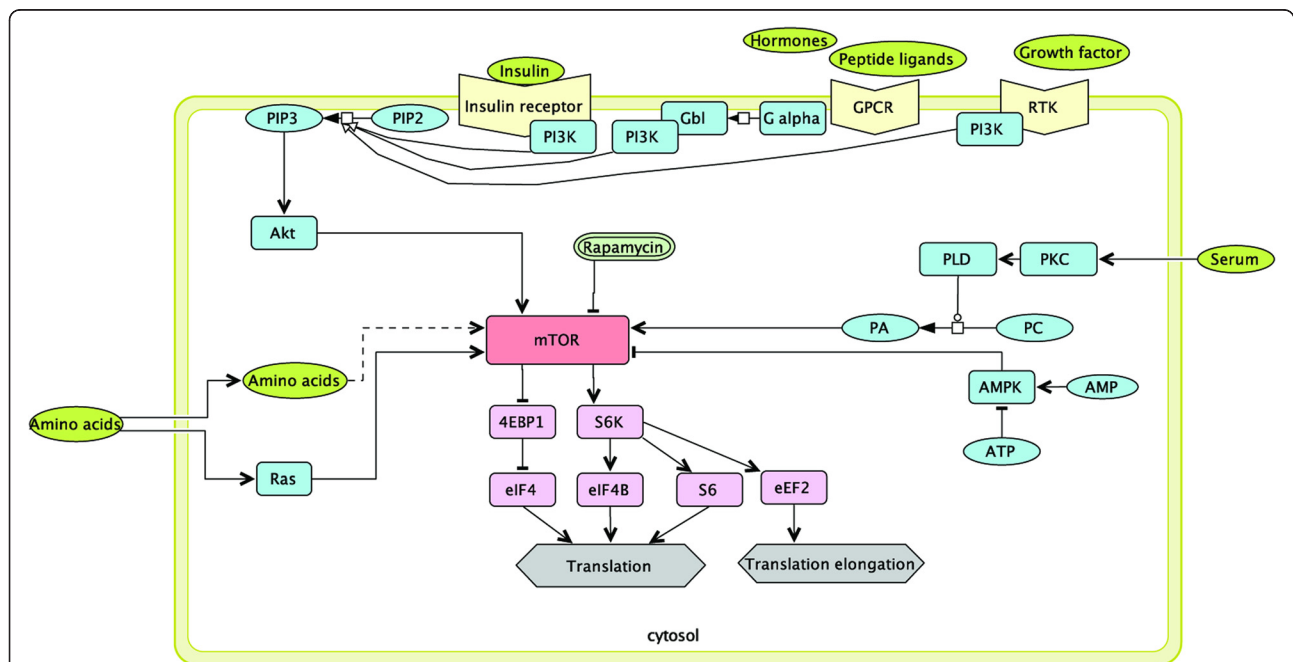 Hormones
Peptide ligands
Growth factor
Insulin
Insulin receptor
GPCR
RTK
PIP3
PIP2
PI3K
PI3K
Gbl
G alpha
PI3K
Akt
Rapamycin
PLD
PKC
Serum
mTOR
PA
PC
Amino acids
AMPK
AMP
Amino acids
4EBP1
S6K
ATP
Ras
eIF4
eIF4B
S6
eEF2
Translation
Translation elongation
cytosol